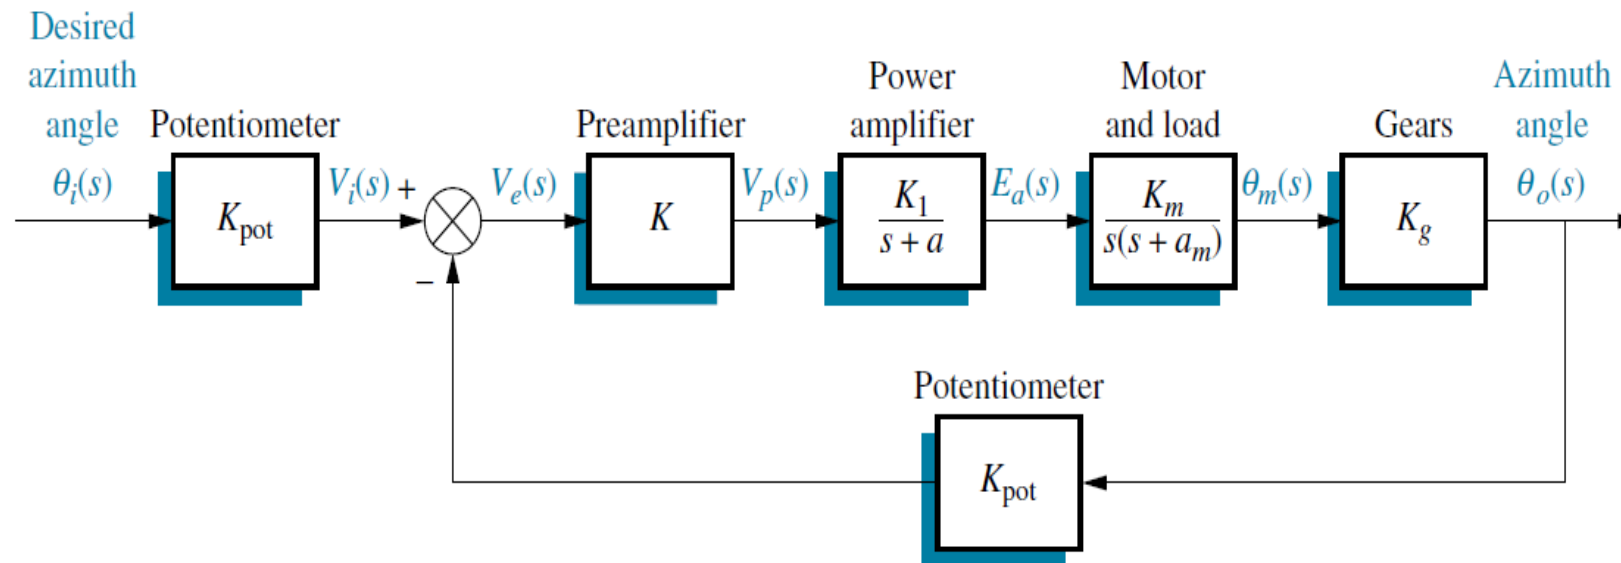 Desired
azimuth
angle
θi(s)
Potentiometer
Kpot
Vi(s) +
−
Ve(s)
Preamplifier
K
Vp(s)
Power
amplifier
K1
s + a
Ea(s)
Motor
and load
Km
s(s + am)
θm(s)
Gears
Kg
Azimuth
angle
θo(s)
Potentiometer
Kpot